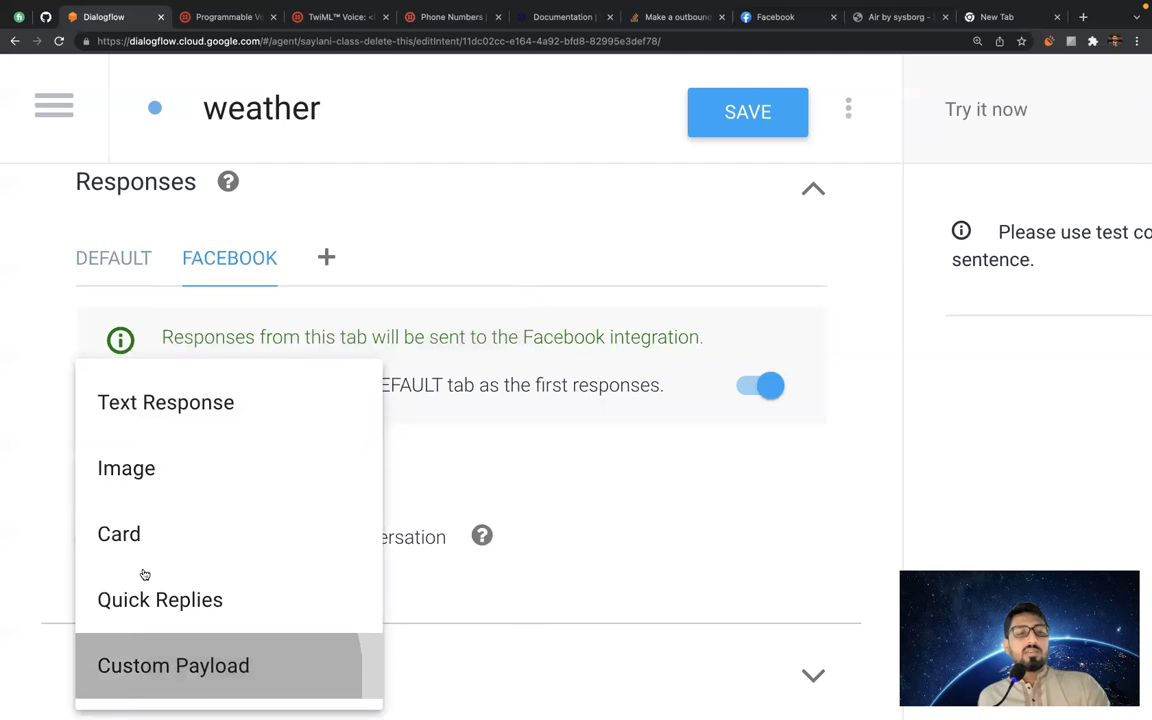 Dialogflow
Programmable Vo
TwiML™ Voice: <
Phone Numbers |
Documentation |
Make a outboun
Facebook
Air by sysborg -
New Tab
https://dialogflow.cloud.google.com/#/agent/saylani-class-delete-this/editIntent/11dc02cc-e164-4a92-bfd8-82995e3def78/
weather
SAVE
Try it now
Responses
DEFAULT
FACEBOOK
Please use test co
sentence.
Responses from this tab will be sent to the Facebook integration.
EFAULT tab as the first responses.
Text Response
Image
Card
ersation
Quick Replies
Custom Payload